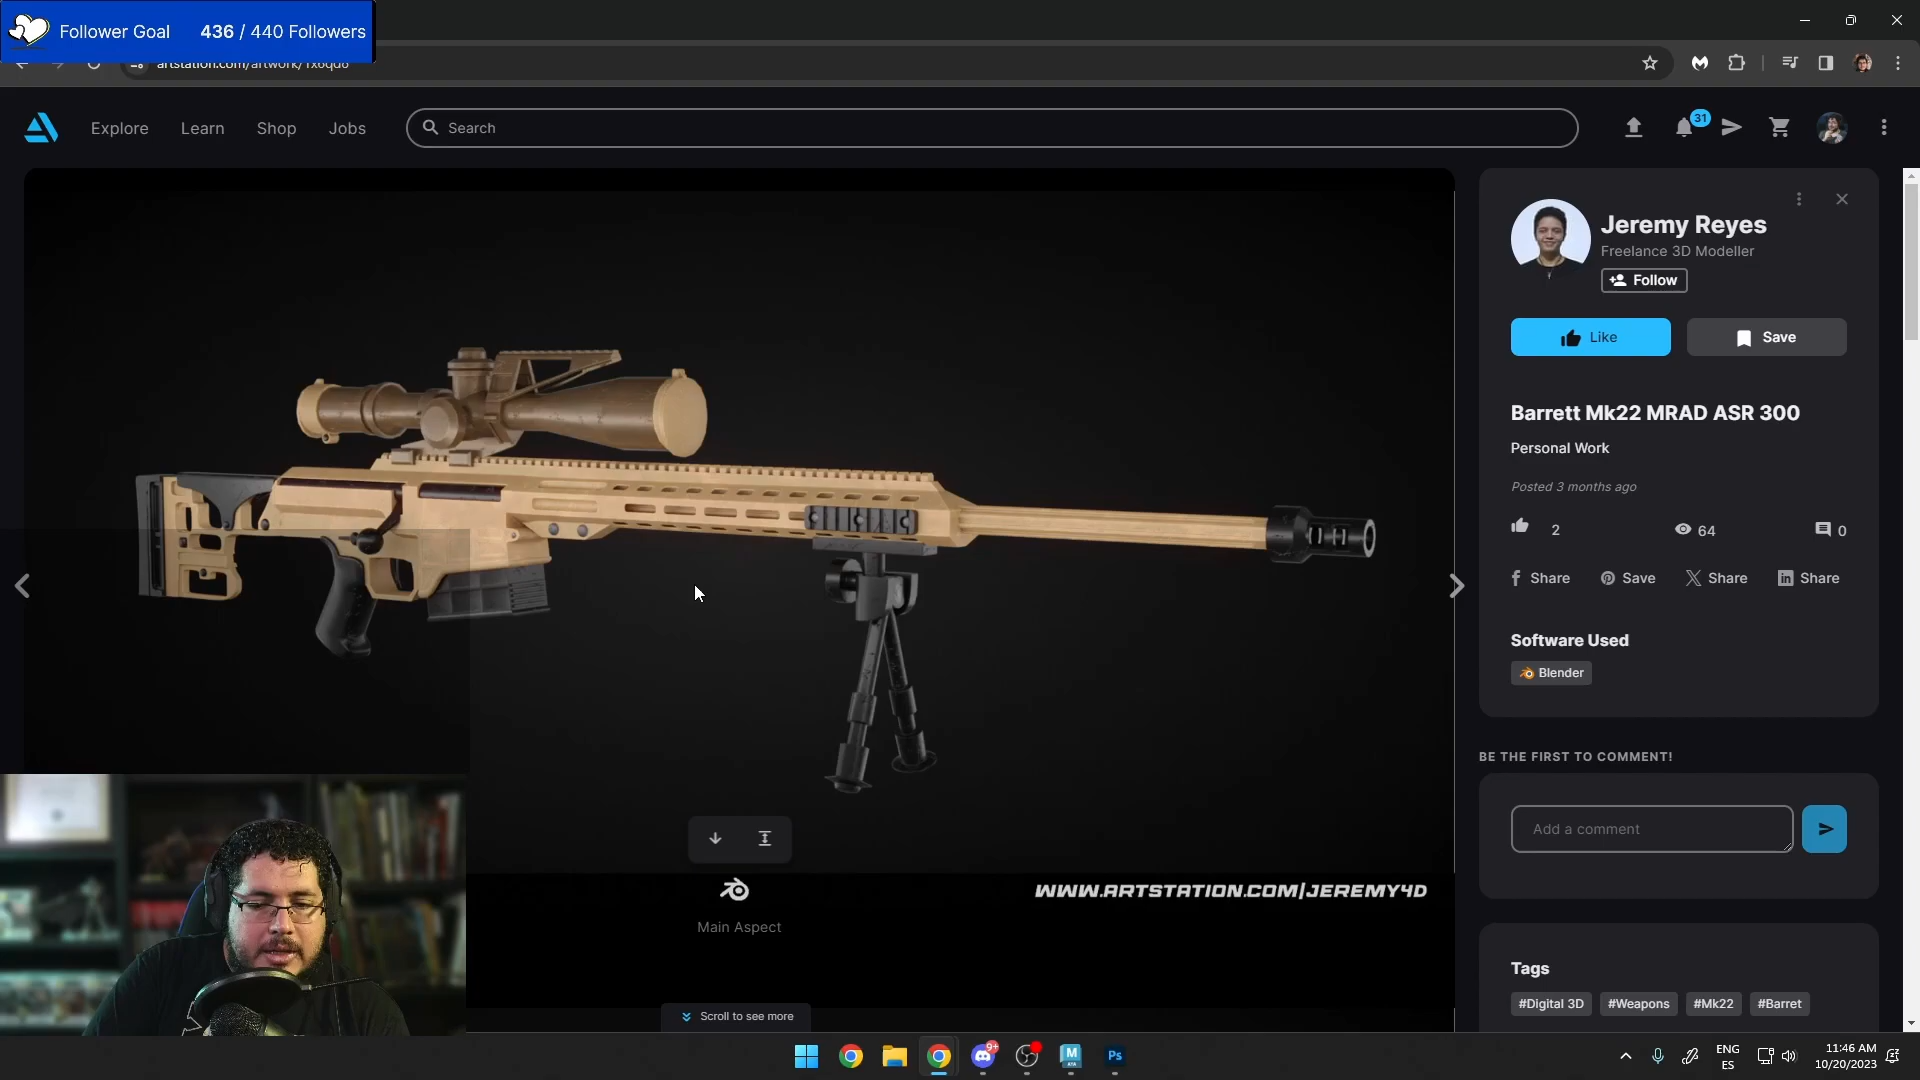 Follower Goal 436 / 440 Followers
Explore Learn Shop Jobs Search 31
Jeremy Reyes
Freelance 3D Modeller
Follow
Like Save
Barrett Mk22 MRAD ASR 300
Personal Work
Posted 3 months ago
2 64 0
Share Save Share Share
Software Used
Blender
BE THE FIRST TO COMMENT!
Add a comment
WWW.ARTSTATION.COM/JEREMY4D
Main Aspect
Tags
#Digital 3D #Weapons #Mk22 #Barret
Scroll to see more
9+ M Ps
ENG
ES
11:46 AM
10/20/2023